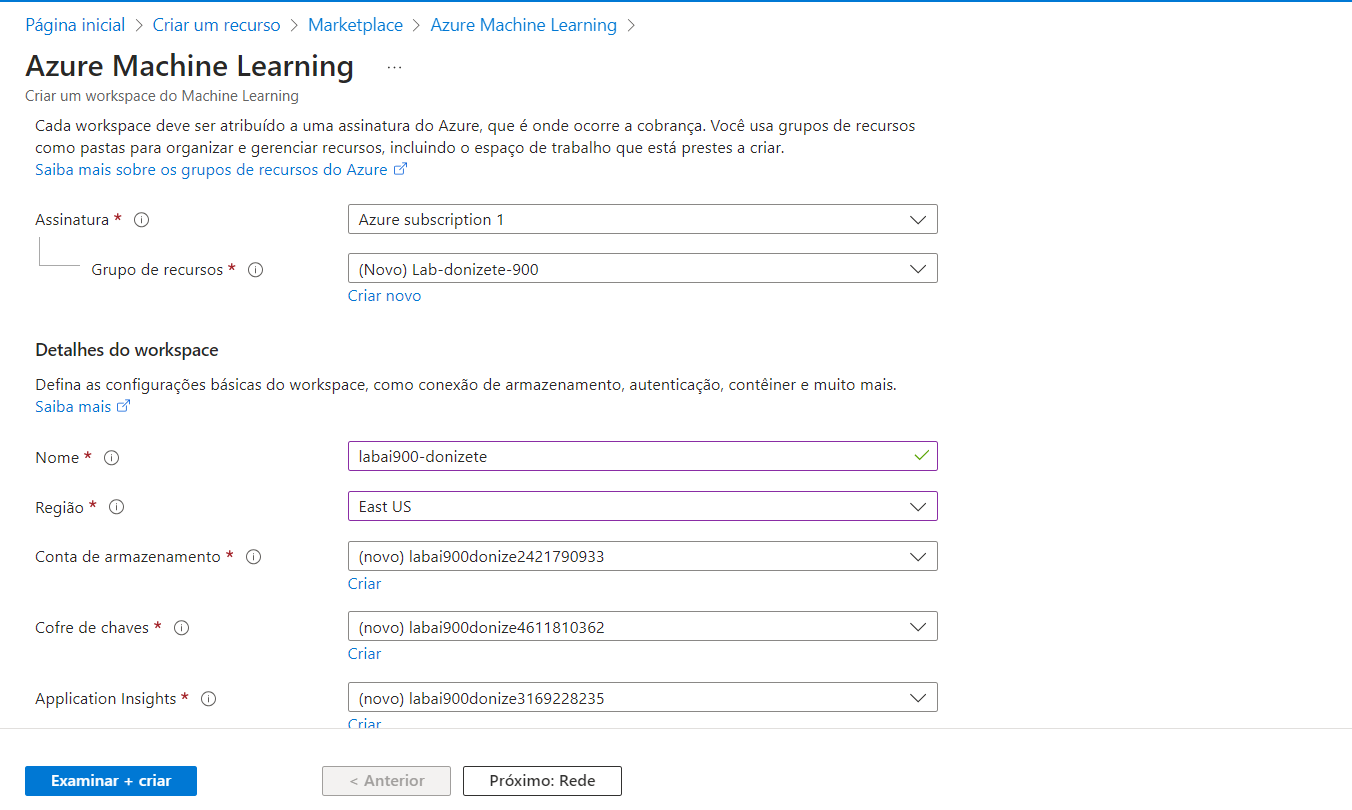 Página inicial > Criar um recurso > Marketplace > Azure Machine Learning >
Azure Machine Learning ...
Criar um workspace do Machine Learning
Cada workspace deve ser atribuído a uma assinatura do Azure, que é onde ocorre a cobrança. Você usa grupos de recursos
como pastas para organizar e gerenciar recursos, incluindo o espaço de trabalho que está prestes a criar.
Saiba mais sobre os grupos de recursos do Azure
Assinatura * Azure subscription 1
Grupo de recursos * (Novo) Lab-donizete-900
Criar novo
Detalhes do workspace
Defina as configurações básicas do workspace, como conexão de armazenamento, autenticação, contêiner e muito mais.
Saiba mais
Nome * labai900-donizete
Região * East US
Conta de armazenamento * (novo) labai900donize2421790933
Criar
Cofre de chaves * (novo) labai900donize4611810362
Criar
Application Insights * (novo) labai900donize3169228235
Criar
Examinar + criar < Anterior Próximo: Rede